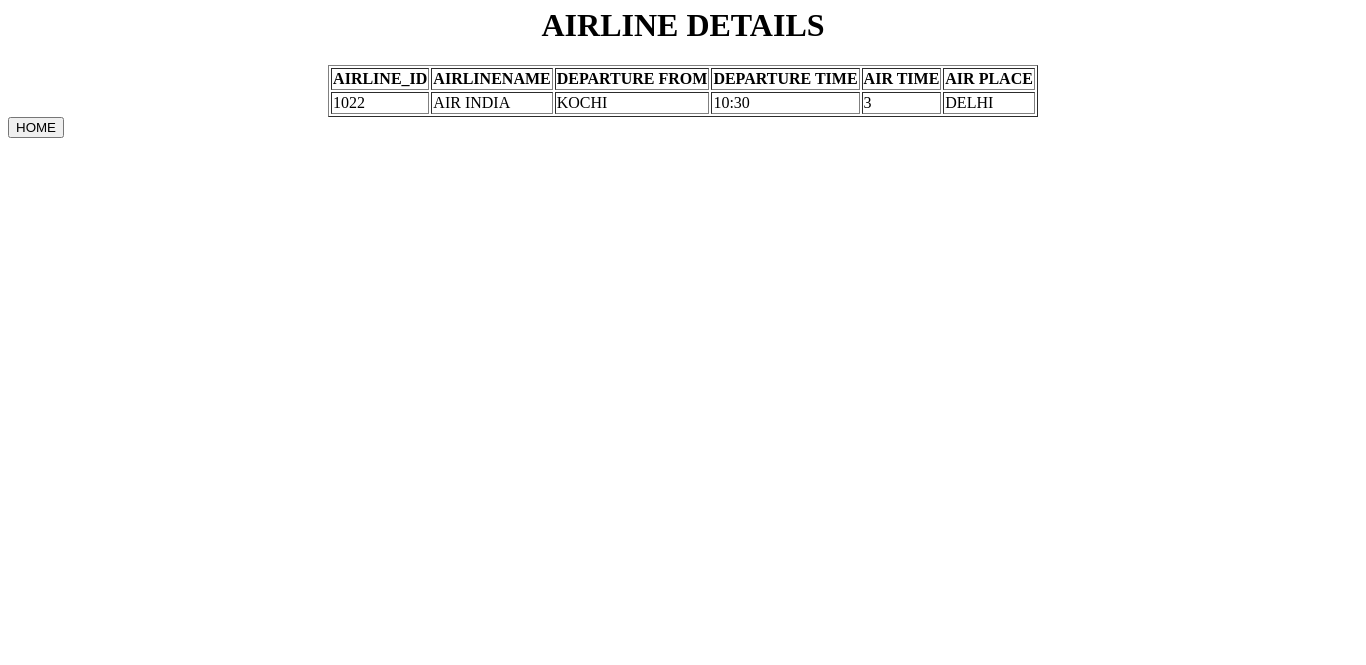 AIRLINE DETAILS
AIRLINE_ID AIRLINENAME DEPARTURE FROM DEPARTURE TIME AIR TIME AIR PLACE
1022 AIR INDIA KOCHI 10:30 3 DELHI
HOME